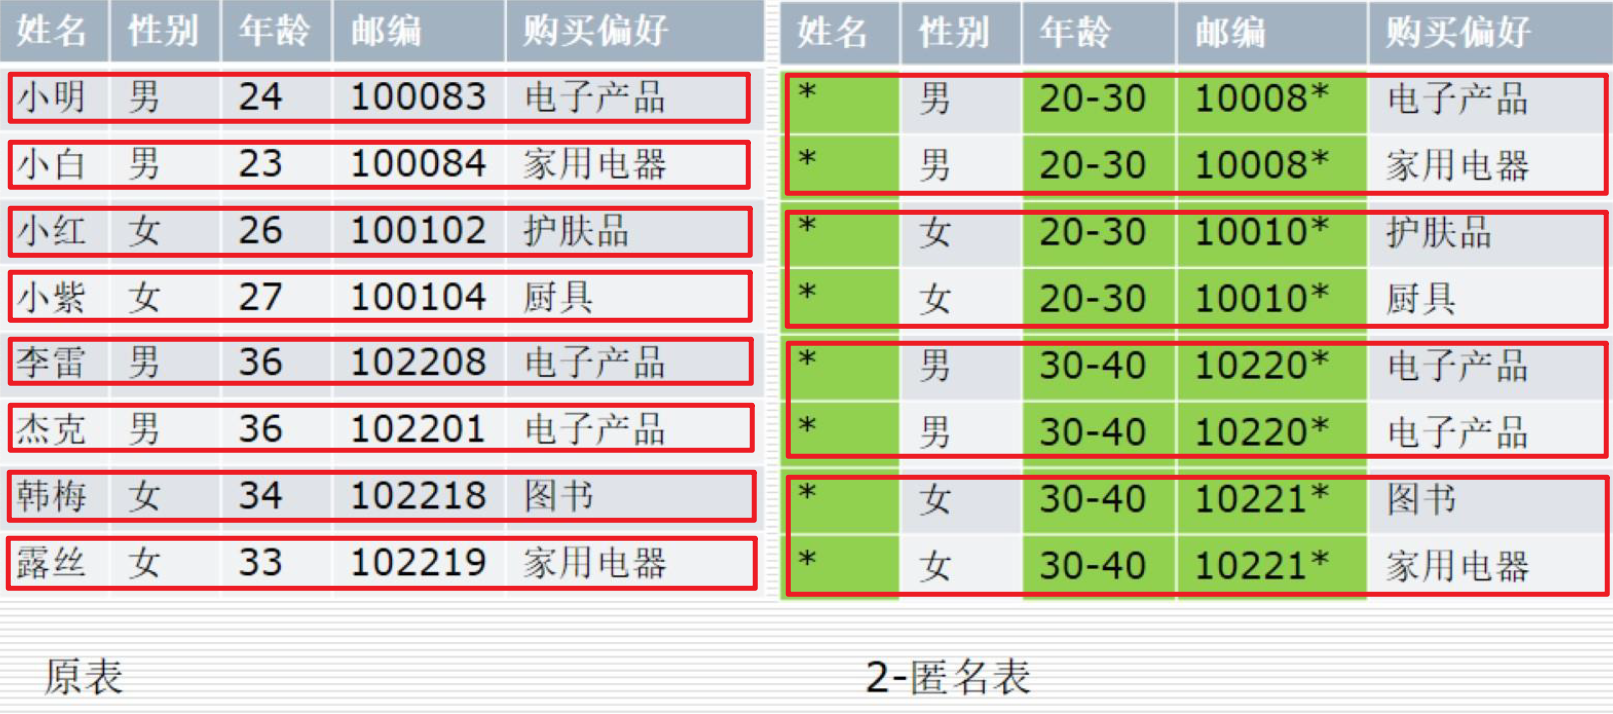 姓名 性别 年龄 邮编 购买偏好
小明 男 24 100083 电子产品
小白 男 23 100084 家用电器
小红 女 26 100102 护肤品
小紫 女 27 100104 厨具
李雷 男 36 102208 电子产品
杰克 男 36 102201 电子产品
韩梅 女 34 102218 图书
露丝 女 33 102219 家用电器
原表
姓名 性别 年龄 邮编 购买偏好
* 男 20-30 10008* 电子产品
* 男 20-30 10008* 家用电器
* 女 20-30 10010* 护肤品
* 女 20-30 10010* 厨具
* 男 30-40 10220* 电子产品
* 男 30-40 10220* 电子产品
* 女 30-40 10221* 图书
* 女 30-40 10221* 家用电器
2-匿名表